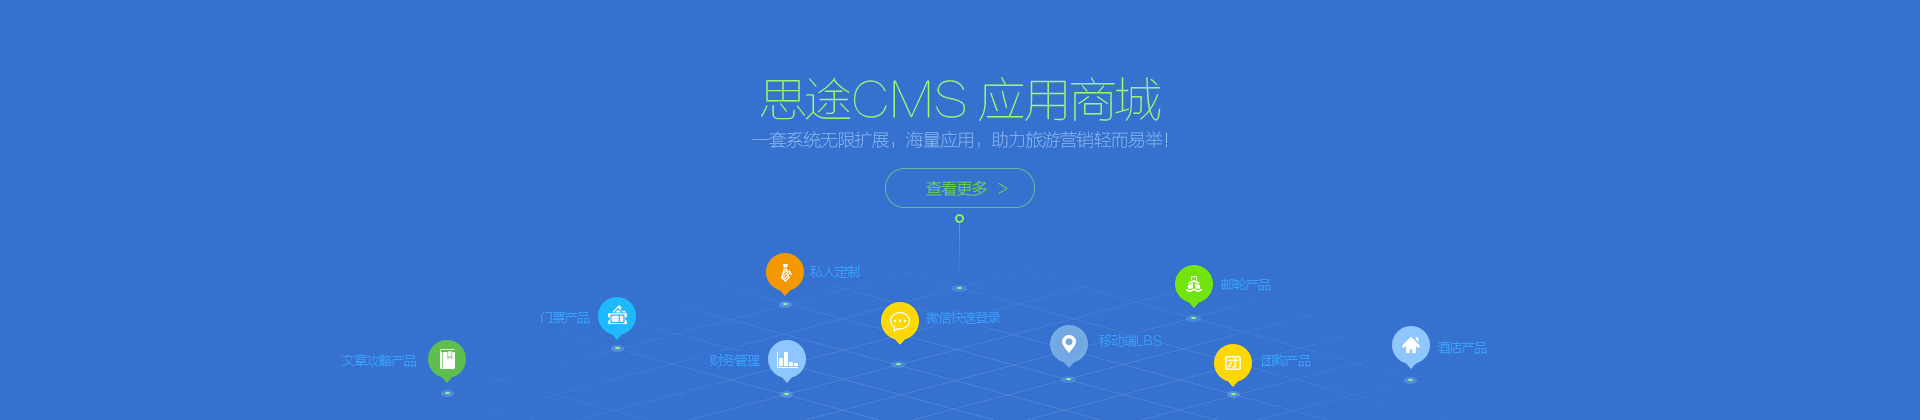 思途CMS 应用商城
一套系统无限扩展，海量应用，助力旅游营销轻而易举!
查看更多 >
私人定制
邮轮产品
门票产品
微信快速登录
移动端LBS
酒店产品
文章攻略产品
财务管理
团购产品
团